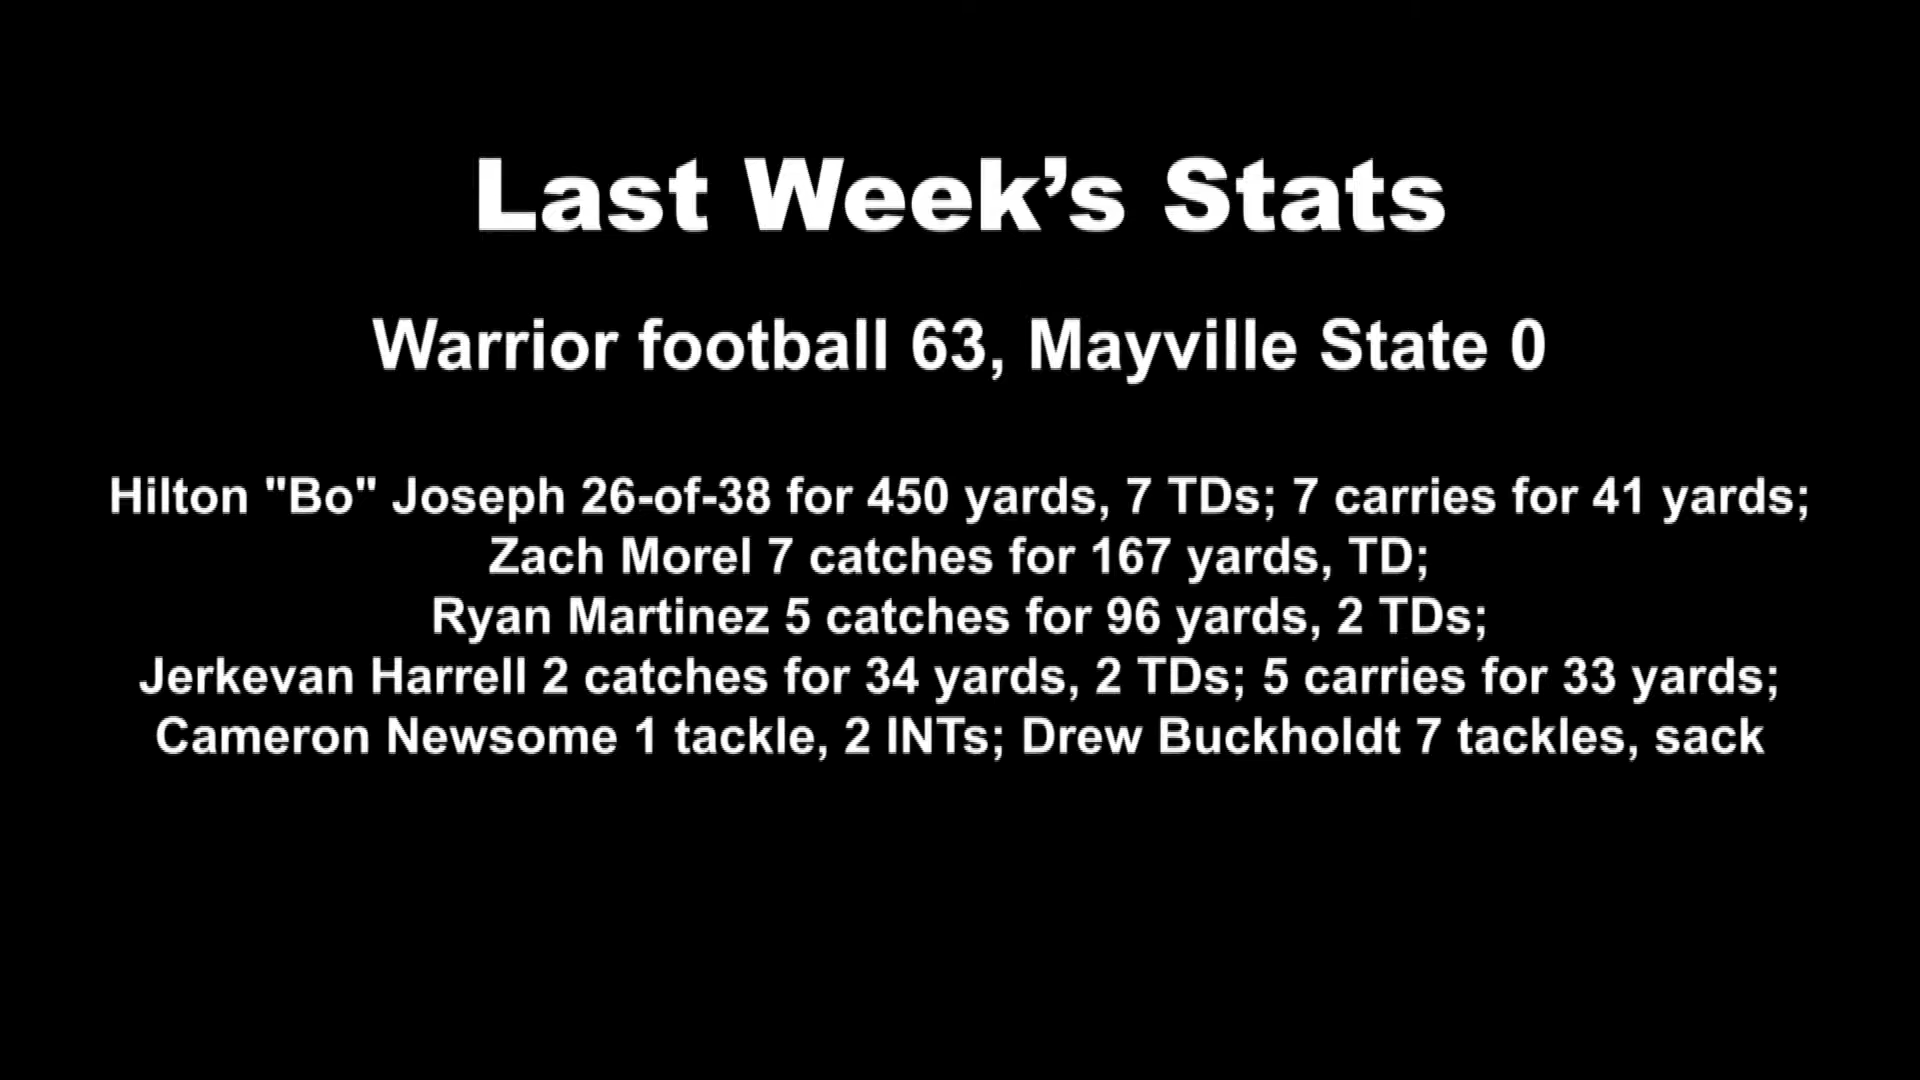 Last Week’s Stats
Warrior football 63, Mayville State 0
Hilton "Bo" Joseph 26-of-38 for 450 yards, 7 TDs; 7 carries for 41 yards;
Zach Morel 7 catches for 167 yards, TD;
Ryan Martinez 5 catches for 96 yards, 2 TDs;
Jerkevan Harrell 2 catches for 34 yards, 2 TDs; 5 carries for 33 yards;
Cameron Newsome 1 tackle, 2 INTs; Drew Buckholdt 7 tackles, sack